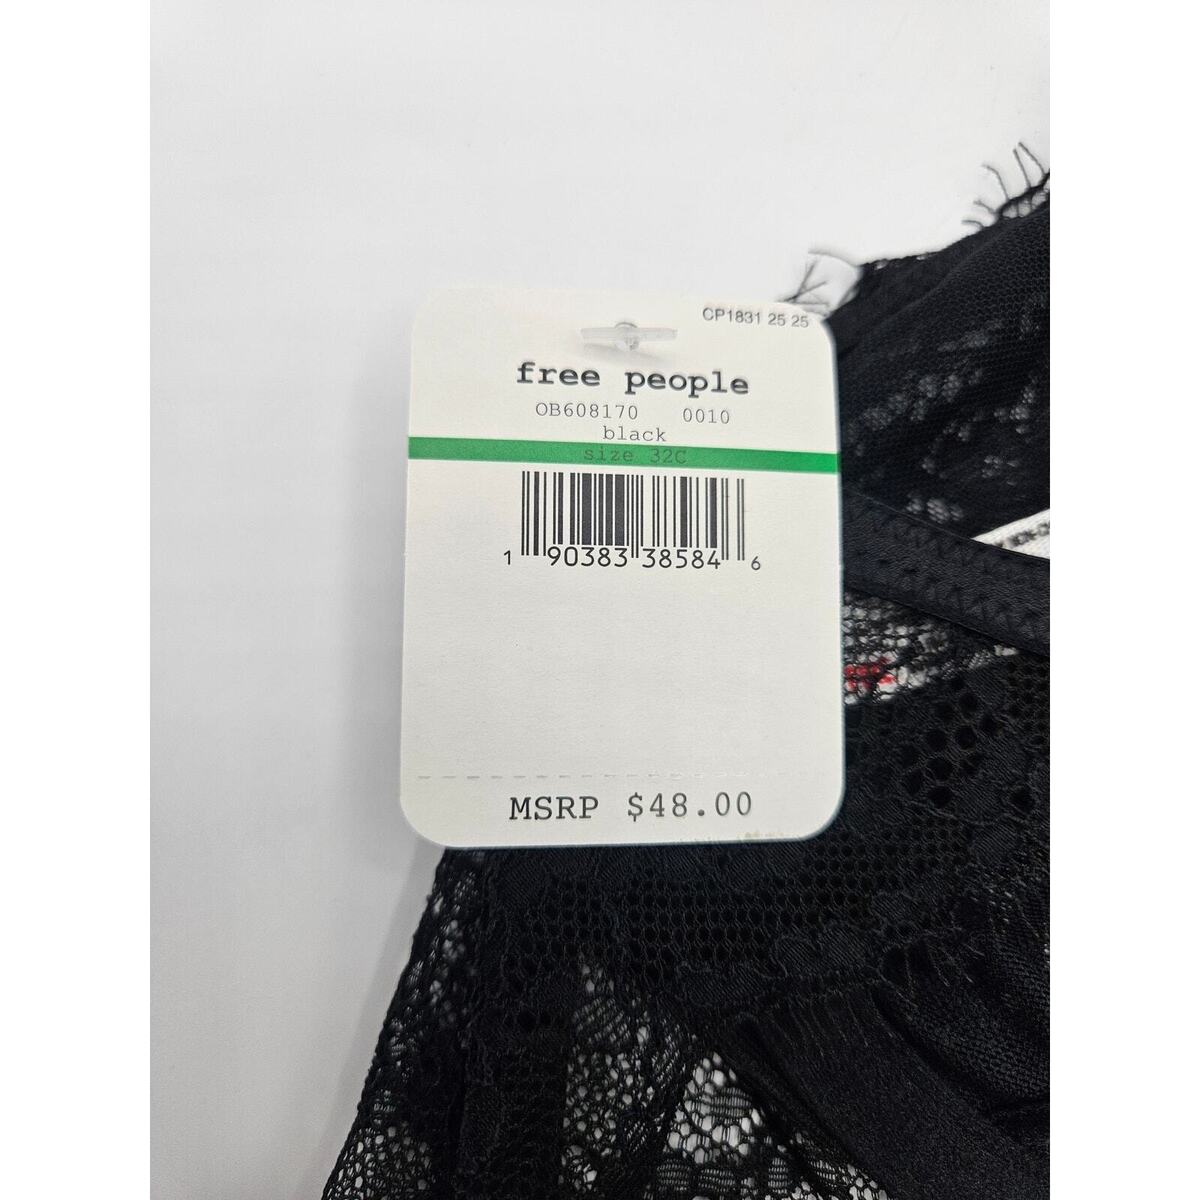 CP1831 25 25
free people
OB608170 0010
black
size 32C
1 90383 38584 6
MSRP $48.00